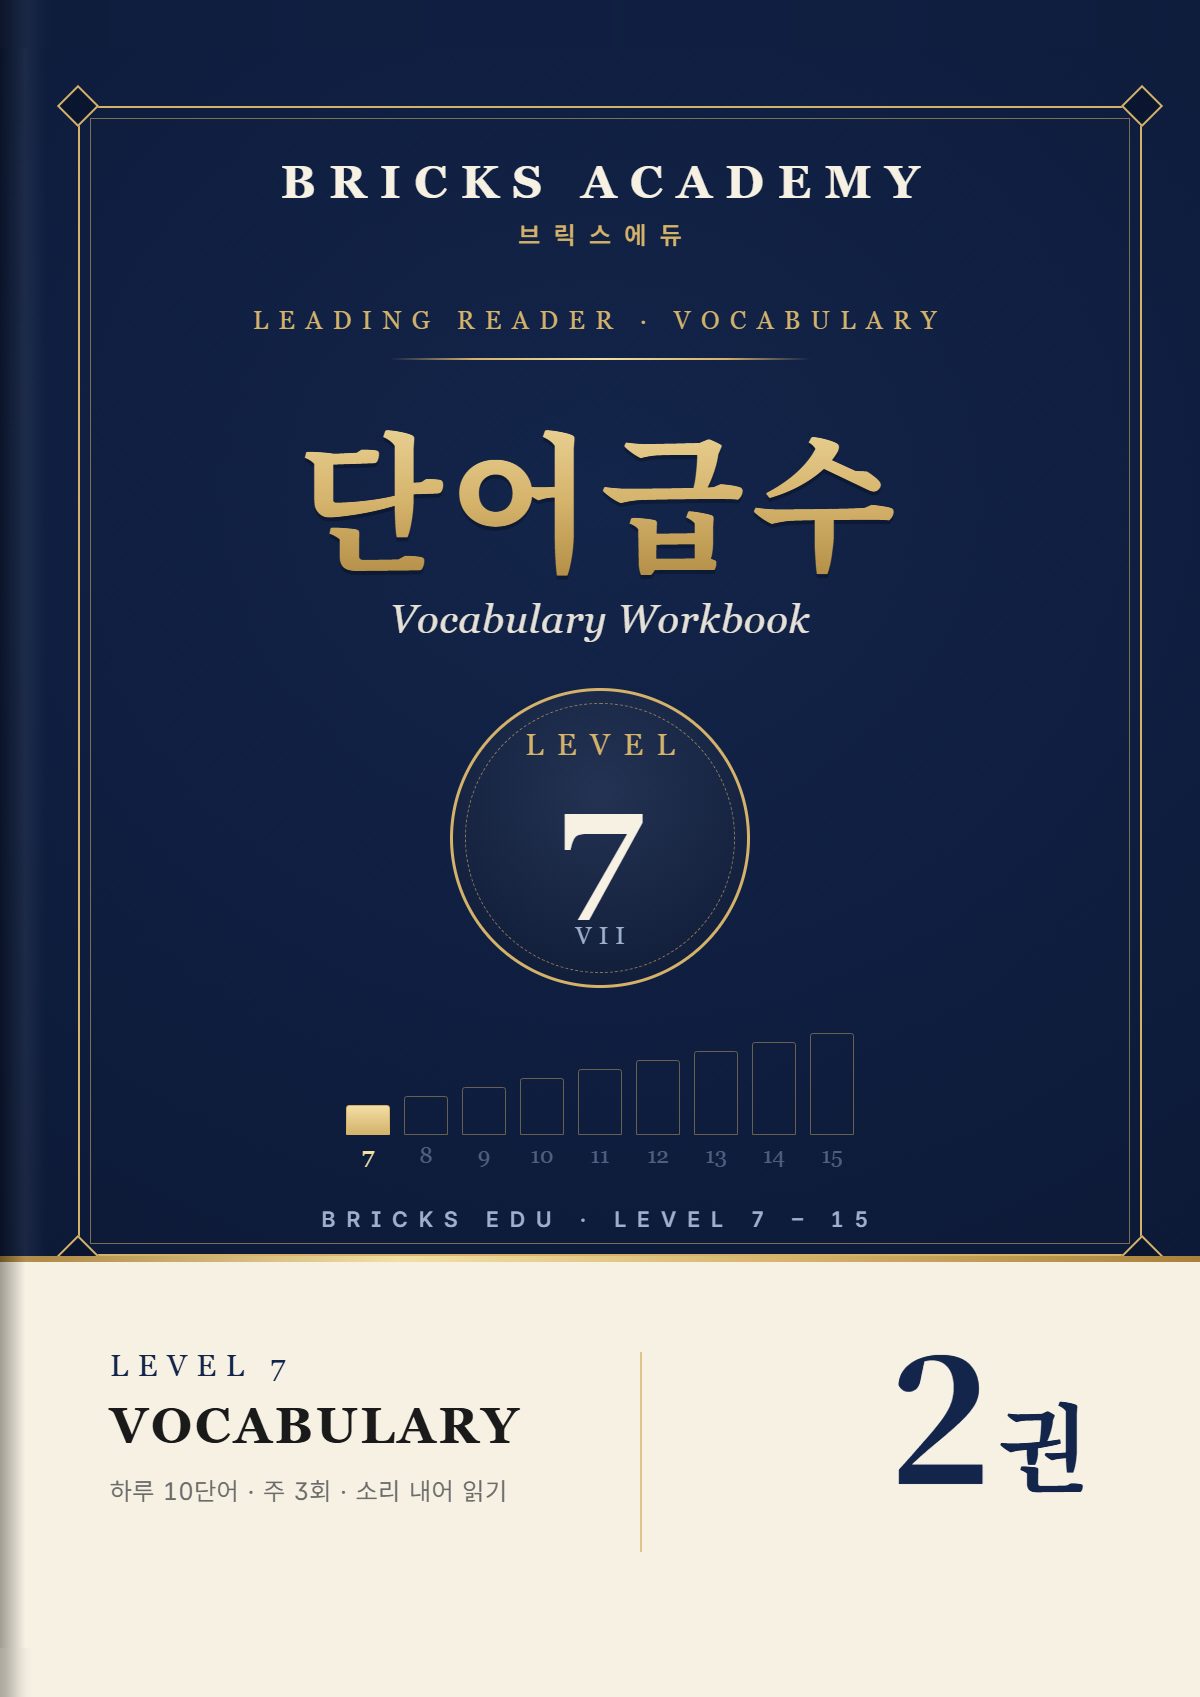 BRICKS ACADEMY
브릭스에듀
LEADING READER · VOCABULARY
단어급수
Vocabulary Workbook
LEVEL
7
VII
7 8 9 10 11 12 13 14 15
BRICKS EDU · LEVEL 7 – 15
LEVEL 7
VOCABULARY
하루 10단어 · 주 3회 · 소리 내어 읽기
2권